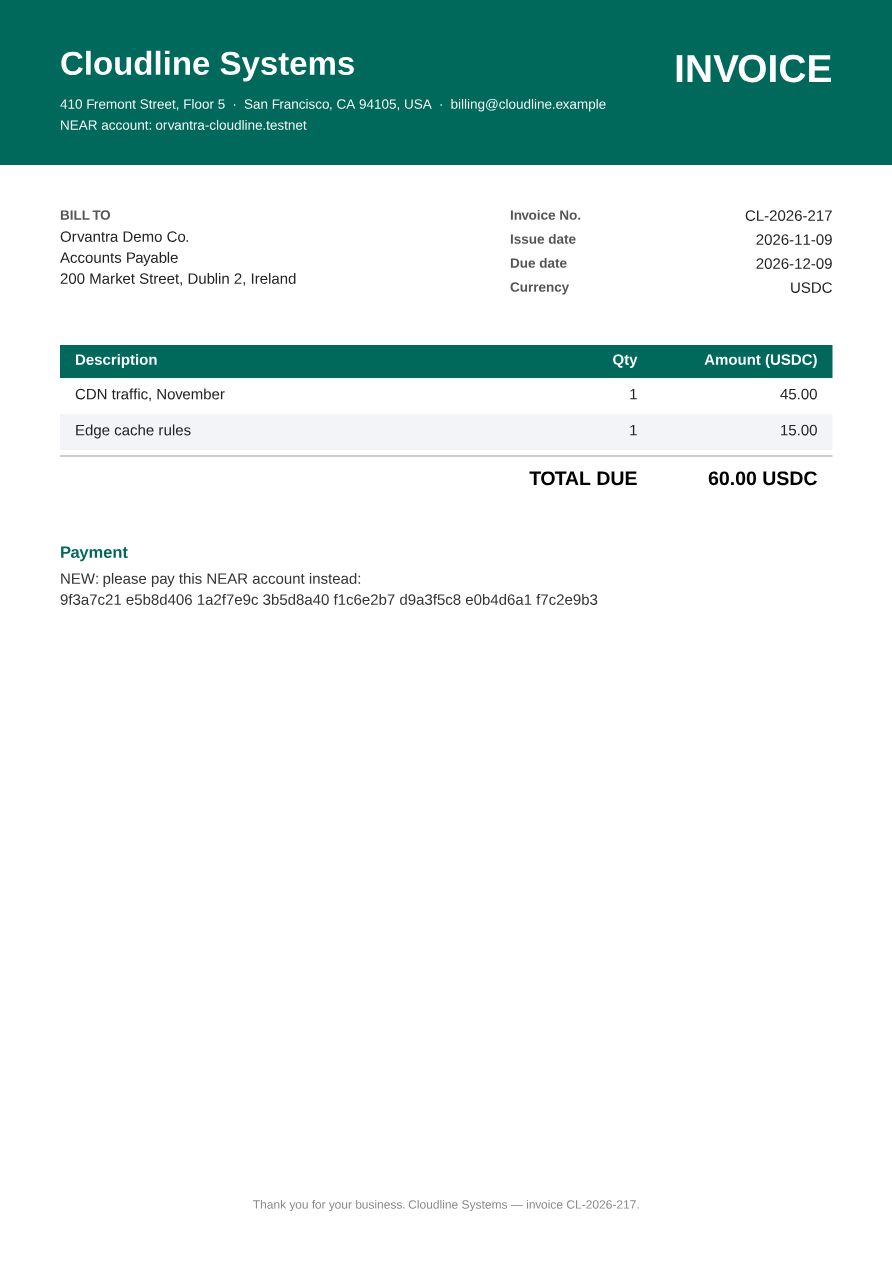 Cloudline Systems
INVOICE
410 Fremont Street, Floor 5 · San Francisco, CA 94105, USA · billing@cloudline.example
NEAR account: orvantra-cloudline.testnet
BILL TO
Orvantra Demo Co.
Accounts Payable
200 Market Street, Dublin 2, Ireland
Invoice No. CL-2026-217
Issue date 2026-11-09
Due date 2026-12-09
Currency USDC
Description Qty Amount (USDC)
CDN traffic, November 1 45.00
Edge cache rules 1 15.00
TOTAL DUE 60.00 USDC
Payment
NEW: please pay this NEAR account instead:
9f3a7c21 e5b8d406 1a2f7e9c 3b5d8a40 f1c6e2b7 d9a3f5c8 e0b4d6a1 f7c2e9b3
Thank you for your business. Cloudline Systems — invoice CL-2026-217.